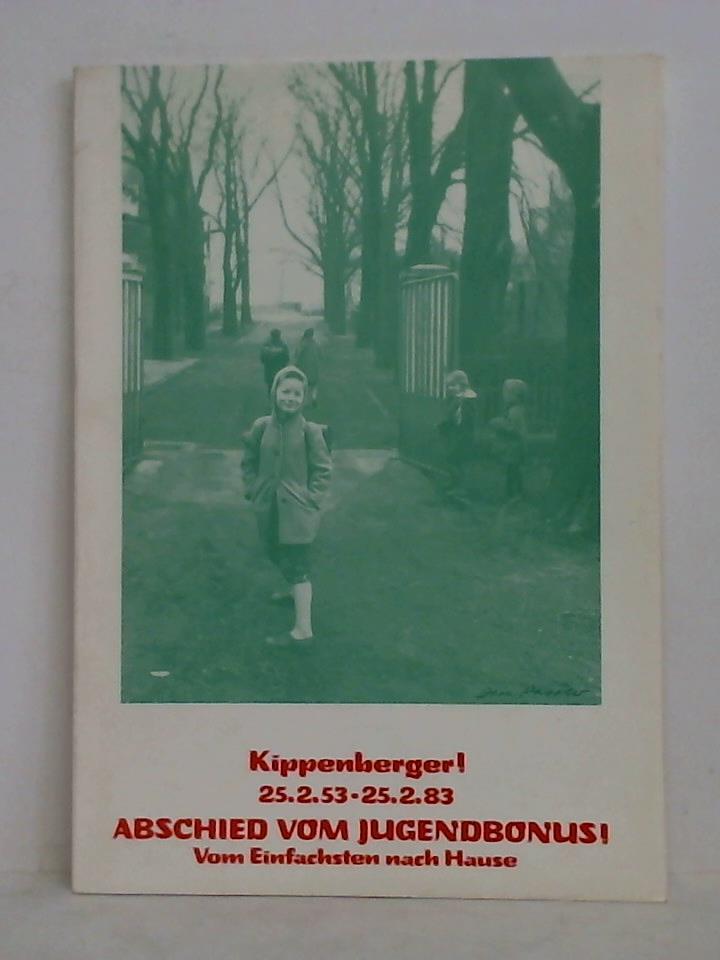 Kippenberger!
25.2.53-25.2.83
ABSCHIED VOM JUGENDBONUS!
Vom Einfachsten nach Hause